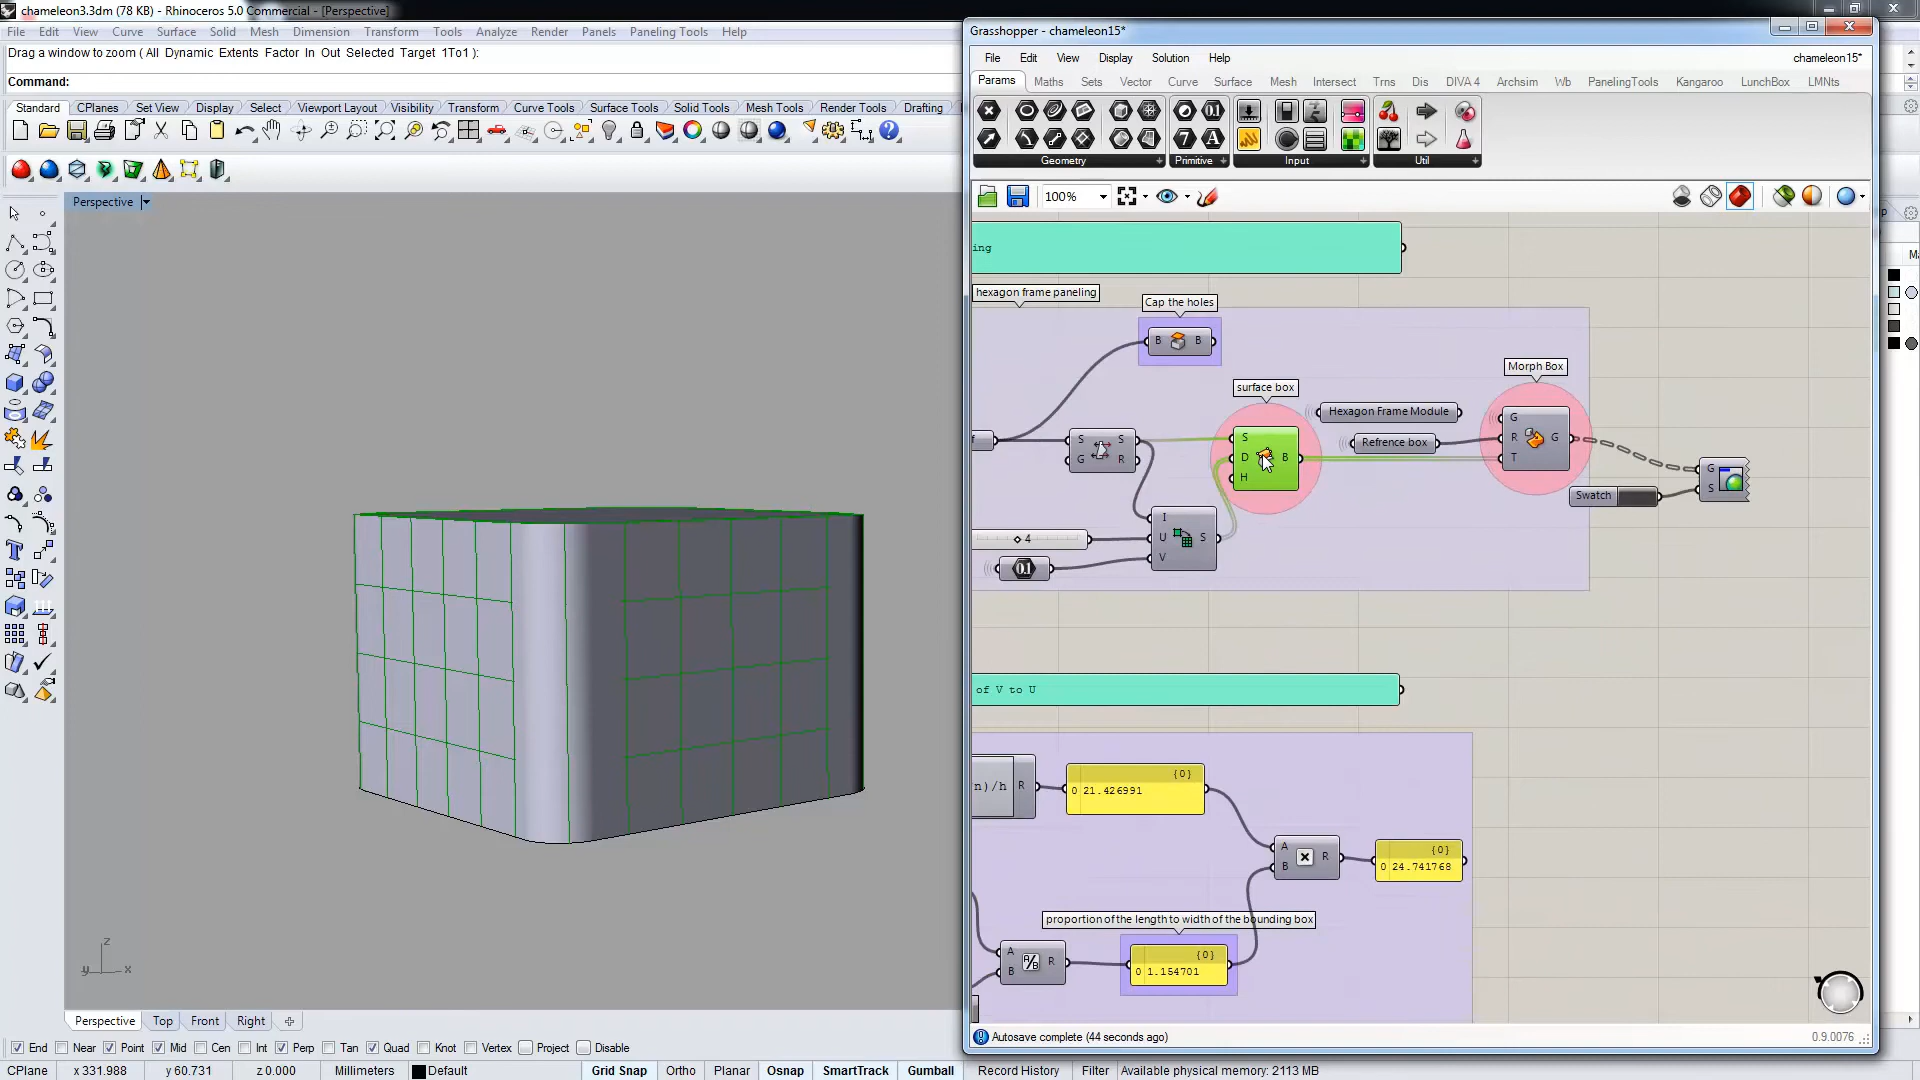 chameleon3.3dm (78 KB) - Rhinoceros 5.0 Commercial - [Perspective]
File Edit View Curve Surface Solid Mesh Dimension Transform Tools Analyze Render Panels Paneling Tools Help
Drag a window to zoom ( All Dynamic Extents Factor In Out Selected Target 1To1 ):
Command:
Standard CPlanes Set View Display Select Viewport Layout Visibility Transform Curve Tools Surface Tools Solid Tools Mesh Tools Render Tools Drafting
Perspective
z
y x
Perspective Top Front Right
End Near Point Mid Cen Int Perp Tan Quad Knot Vertex Project Disable
CPlane x 331.988 y 60.731 z 0.000 Millimeters Default Grid Snap Ortho Planar Osnap SmartTrack Gumball Record History Filter Available physical memory: 2113 MB
Grasshopper - chameleon15*
File Edit View Display Solution Help chameleon15*
Params Maths Sets Vector Curve Surface Mesh Intersect Trns Dis DIVA 4 Archsim Wb PanelingTools Kangaroo LunchBox LMNts
Geometry Primitive Input Util
100%
ing
hexagon frame paneling
Cap the holes
B B
surface box
Morph Box
Hexagon Frame Module
Refrence box
f
S S
G R
S
D B
H
G
R G
T
G
S
Swatch
4
0.1
I
U S
V
of V to U
n)/h R
{0}
0 21.426991
A
B R
{0}
0 24.741768
proportion of the length to width of the bounding box
A
B A/B R
{0}
0 1.154701
Autosave complete (44 seconds ago) 0.9.0076
p
M